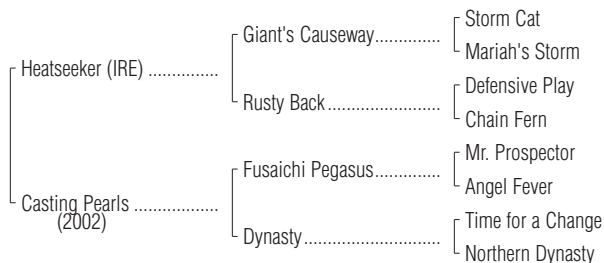 Storm Cat
Giant's Causeway..............
Mariah's Storm
Heatseeker (IRE) ...............
Defensive Play
Rusty Back........................
Chain Fern
Mr. Prospector
Fusaichi Pegasus..............
Angel Fever
Casting Pearls ..................
(2002)
Time for a Change
Dynasty.............................
Northern Dynasty